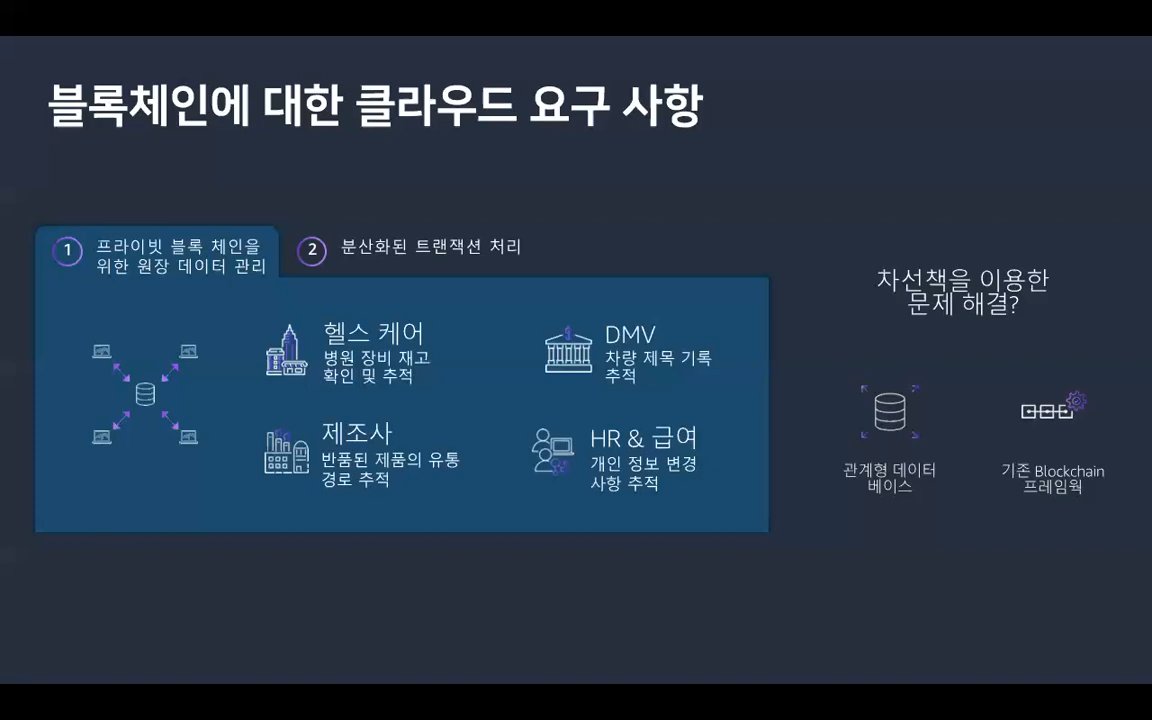 블록체인에 대한 클라우드 요구 사항
1
프라이빗 블록 체인을
위한 원장 데이터 관리
2
분산화된 트랜잭션 처리
헬스 케어
병원 장비 재고
확인 및 추적
DMV
차량 제목 기록
추적
제조사
반품된 제품의 유통
경로 추적
HR & 급여
개인 정보 변경
사항 추적
차선책을 이용한
문제 해결?
관계형 데이터
베이스
기존 Blockchain
프레임웍